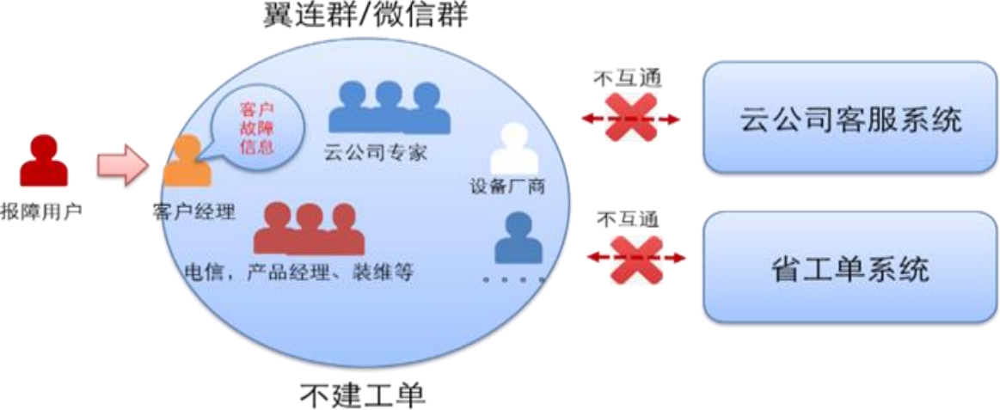 翼连群/微信群
客户
故障
信息
云公司专家
设备厂商
报障用户
客户经理
电信，产品经理、装维等
....
不建工单
不互通
云公司客服系统
不互通
省工单系统